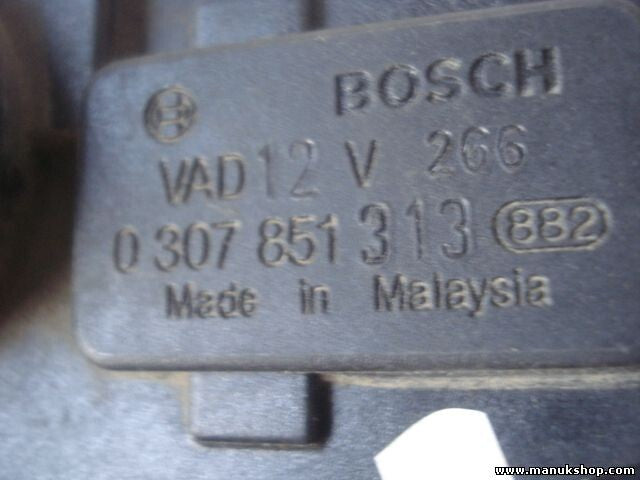 BOSCH
VAD 12 V 266
0 307 851 313 882
Made in Malaysia
www.manukshop.com